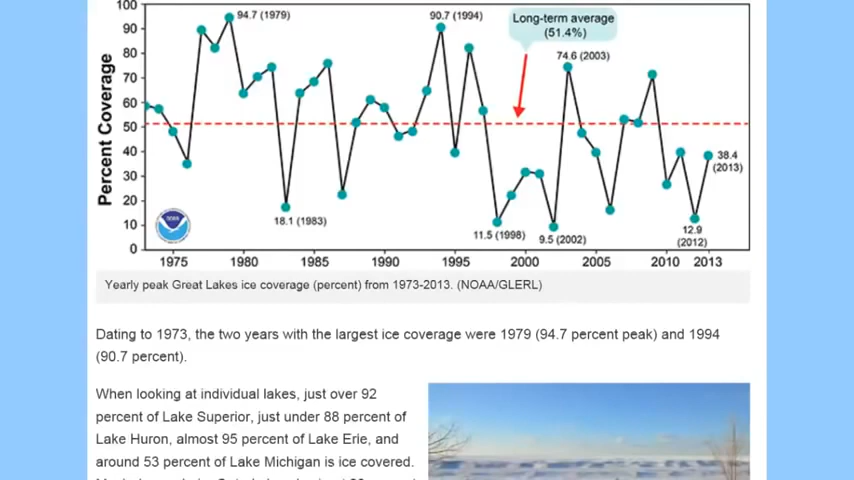 100
90
80
70
60
50
40
30
20
10
0
Percent Coverage
94.7 (1979)
90.7 (1994)
Long-term average
(51.4%)
74.6 (2003)
38.4
(2013)
18.1 (1983)
11.5 (1998)
9.5 (2002)
12.9
(2012)
NOAA
1975 1980 1985 1990 1995 2000 2005 2010 2013
Yearly peak Great Lakes ice coverage (percent) from 1973-2013. (NOAA/GLERL)
Dating to 1973, the two years with the largest ice coverage were 1979 (94.7 percent peak) and 1994
(90.7 percent).
When looking at individual lakes, just over 92
percent of Lake Superior, just under 88 percent of
Lake Huron, almost 95 percent of Lake Erie, and
around 53 percent of Lake Michigan is ice covered.